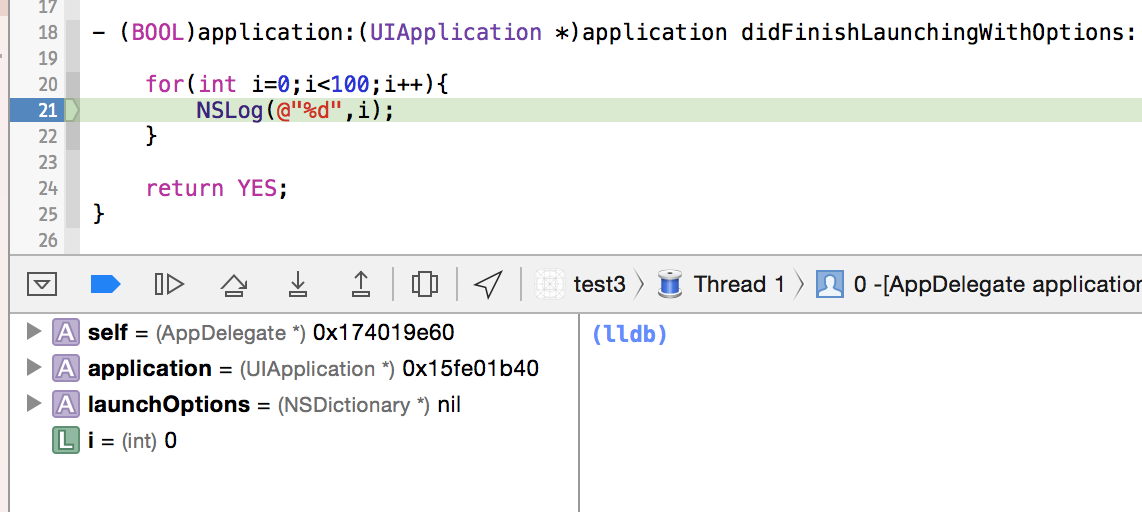 17
18 - (BOOL)application:(UIApplication *)application didFinishLaunchingWithOptions:
19
20 for(int i=0;i<100;i++){
21 NSLog(@"%d",i);
22 }
23
24 return YES;
25 }
26
test3 Thread 1 0 -[AppDelegate application
A self = (AppDelegate *) 0x174019e60
(lldb)
A application = (UIApplication *) 0x15fe01b40
A launchOptions = (NSDictionary *) nil
L i = (int) 0